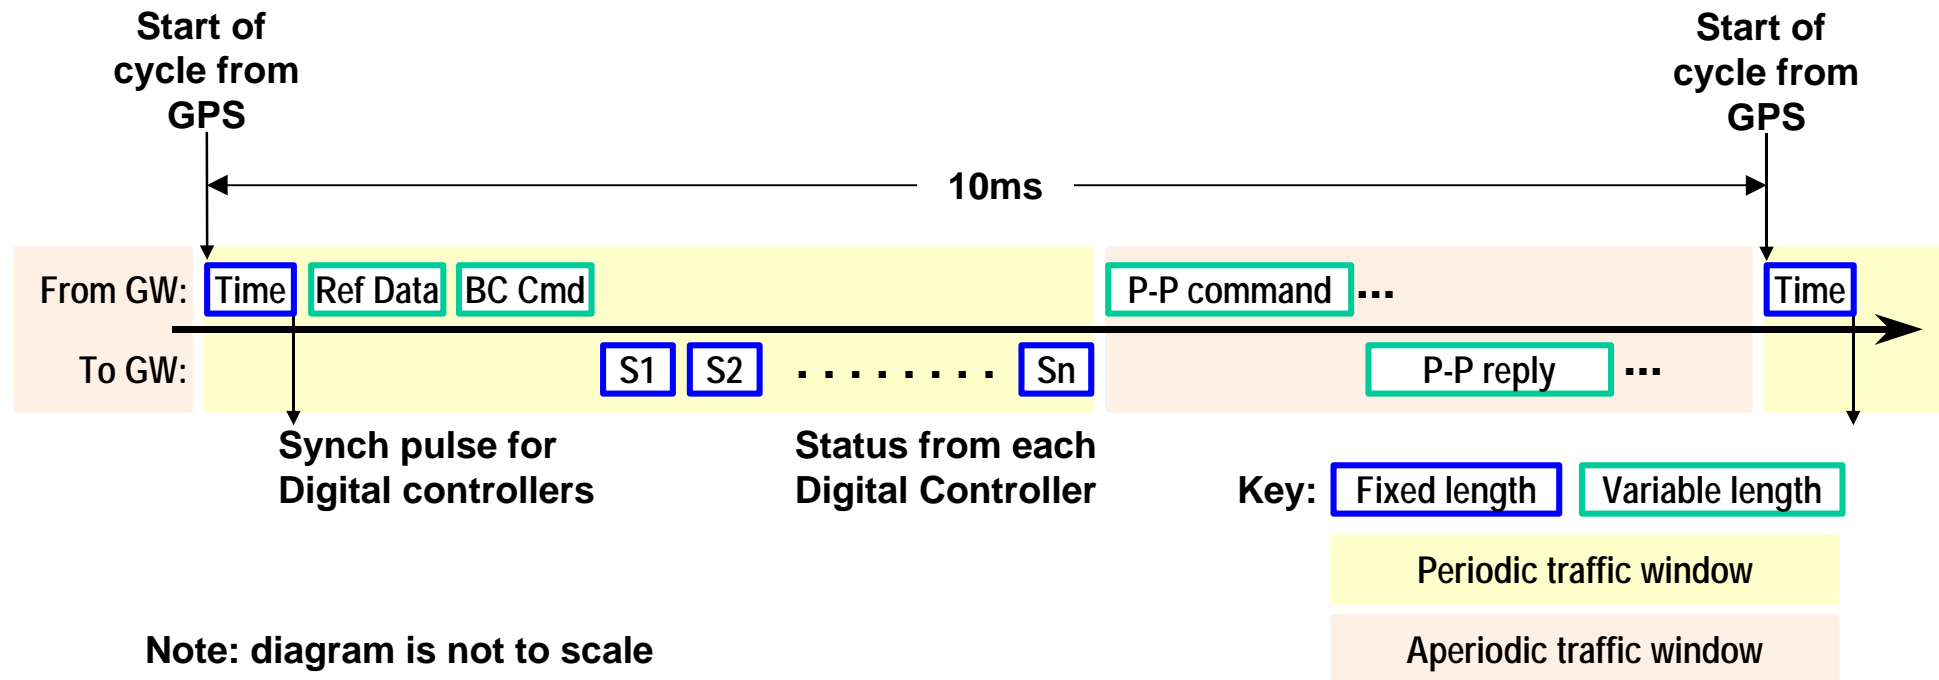 Start of
cycle from
GPS
Start of
cycle from
GPS
10ms
From GW: Time Ref Data BC Cmd P-P command ... Time
To GW: S1 S2 . . . . . . . . Sn P-P reply ...
Synch pulse for
Digital controllers
Status from each
Digital Controller
Key: Fixed length Variable length
Periodic traffic window
Aperiodic traffic window
Note: diagram is not to scale